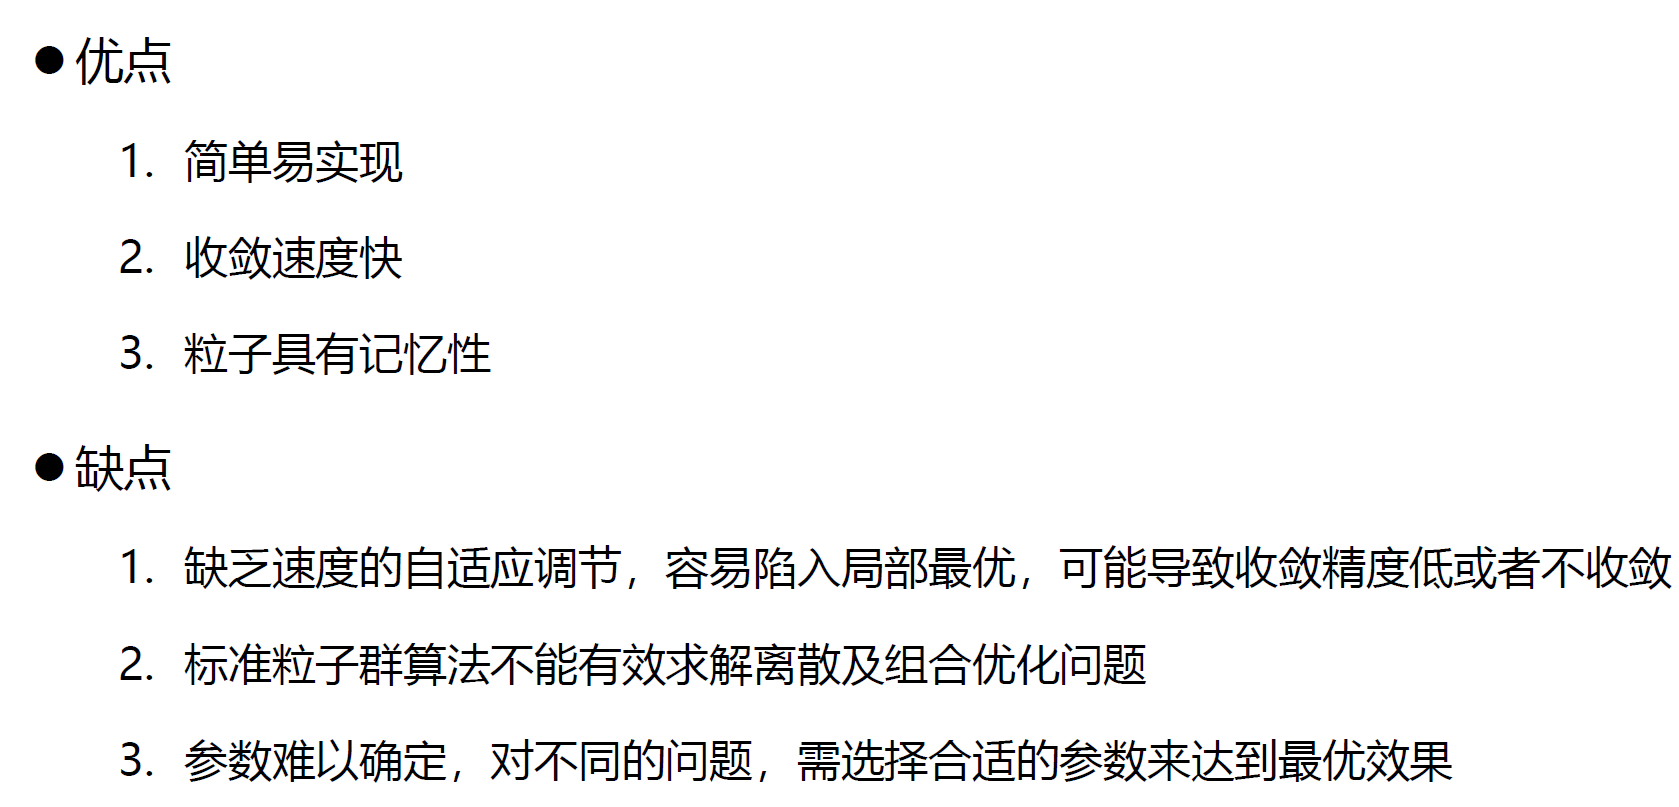 ● 优点
1. 简单易实现
2. 收敛速度快
3. 粒子具有记忆性
● 缺点
1. 缺乏速度的自适应调节，容易陷入局部最优，可能导致收敛精度低或者不收敛
2. 标准粒子群算法不能有效求解离散及组合优化问题
3. 参数难以确定，对不同的问题，需选择合适的参数来达到最优效果